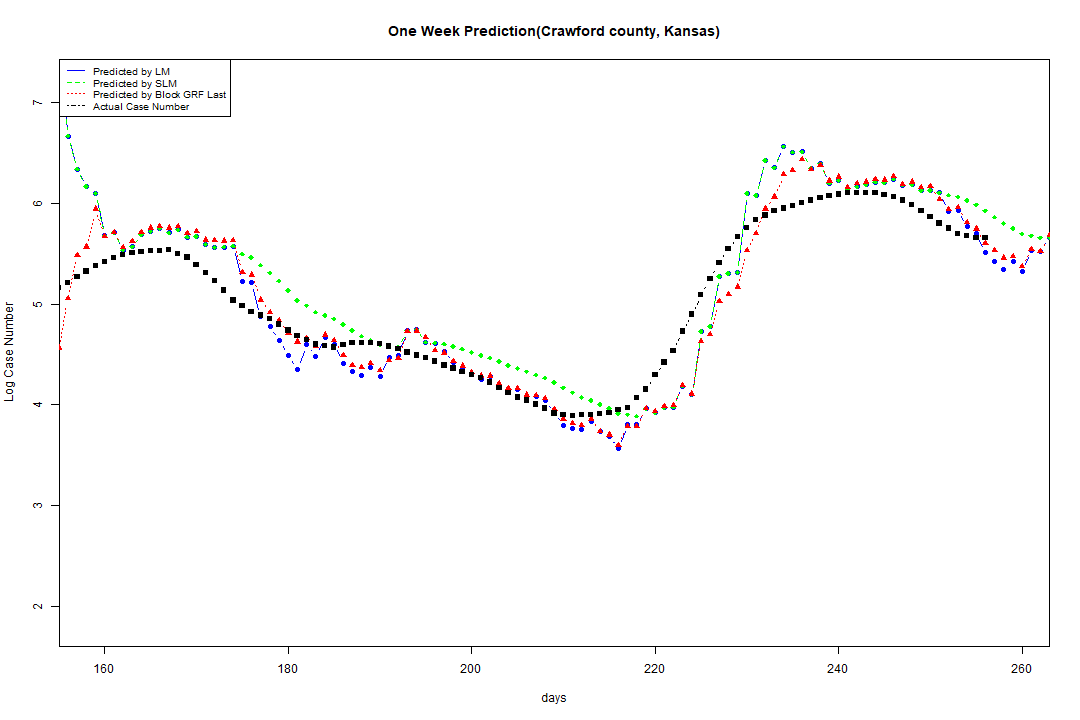 One Week Prediction(Crawford county, Kansas)
Predicted by LM
Predicted by SLM
Predicted by Block GRF Last
Actual Case Number
7
6
5
4
3
2
Log Case Number
160 180 200 220 240 260
days